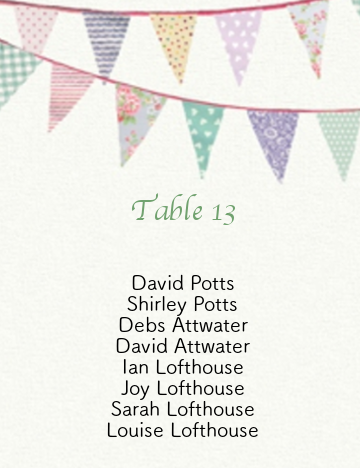 Table 13
David Potts
Shirley Potts
Debs Attwater
David Attwater
Ian Lofthouse
Joy Lofthouse
Sarah Lofthouse
Louise Lofthouse